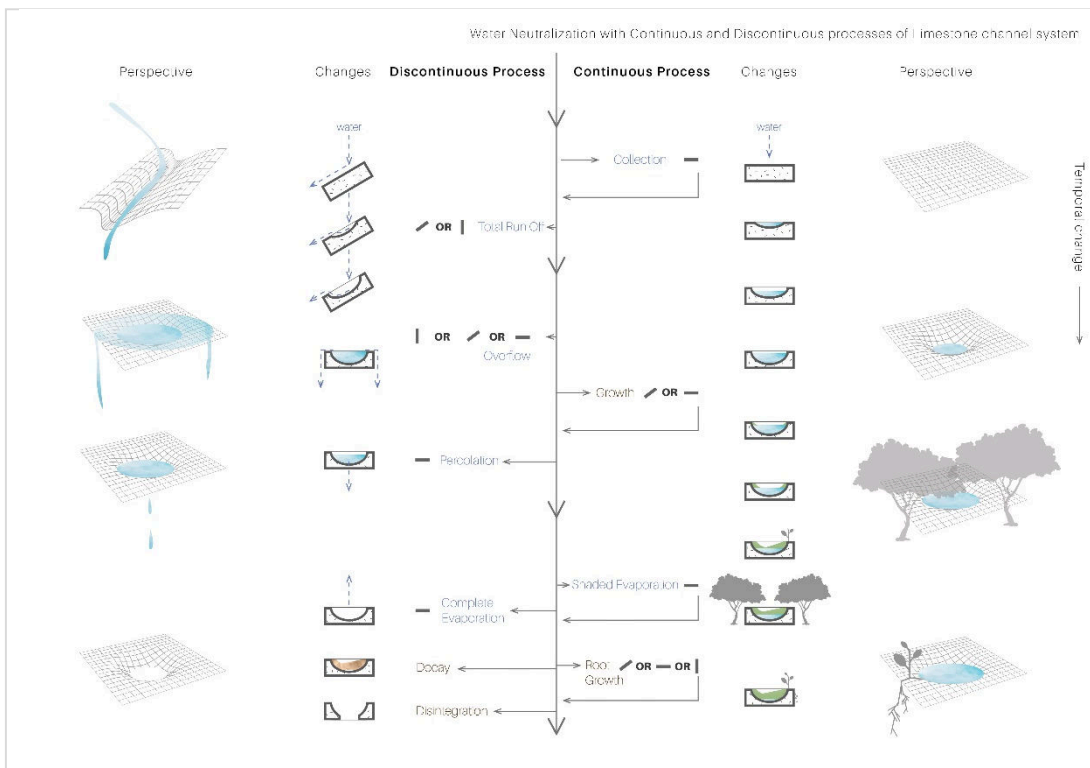 Water Neutralization with Continuous and Discontinuous processes of Limestone channel system
Perspective
Changes
Discontinuous Process
Continuous Process
Changes
Perspective
water
water
Collection
Temporal change
OR
Total Run Off
OR
OR
Overflow
Growth
OR
Percolation
Shaded Evaporation
Complete
Evaporation
Decay
Root
Growth
OR
OR
Disintegration